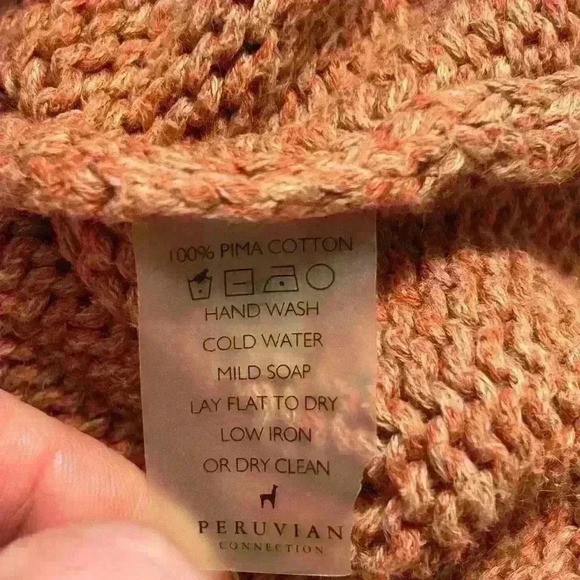 100% PIMA COTTON
HAND WASH
COLD WATER
MILD SOAP
LAY FLAT TO DRY
LOW IRON
OR DRY CLEAN
PERUVIAN
CONNECTION